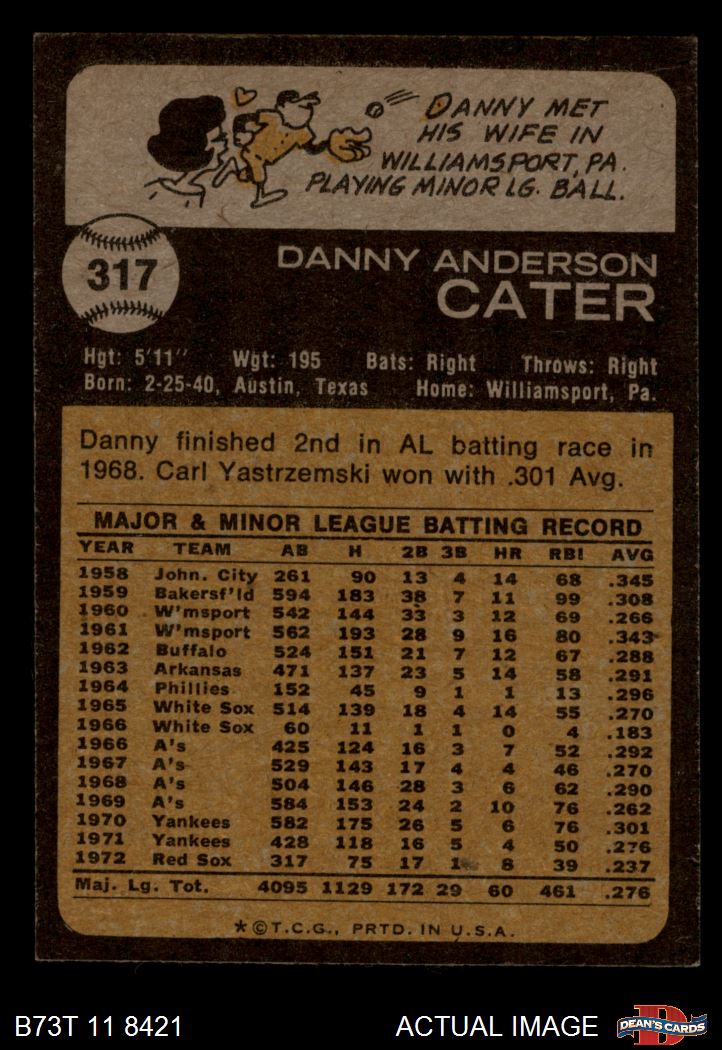 DANNY MET
HIS WIFE IN
WILLIAMSPORT, PA.
PLAYING MINOR LG. BALL.
317
DANNY ANDERSON
CATER
Hgt: 5'11" Wgt: 195 Bats: Right Throws: Right
Born: 2-25-40, Austin, Texas Home: Williamsport, Pa.
Danny finished 2nd in AL batting race in
1968. Carl Yastrzemski won with .301 Avg.
MAJOR & MINOR LEAGUE BATTING RECORD
YEAR TEAM AB H 2B 3B HR RBI AVG
1958 John. City 261 90 13 4 14 68 .345
1959 Bakersf'ld 594 183 38 7 11 99 .308
1960 W'msport 542 144 33 3 12 69 .266
1961 W'msport 562 193 28 9 16 80 .343
1962 Buffalo 524 151 21 7 12 67 .288
1963 Arkansas 471 137 23 5 14 58 .291
1964 Phillies 152 45 9 1 1 13 .296
1965 White Sox 514 139 18 4 14 55 .270
1966 White Sox 60 11 1 1 0 4 .183
1966 A's 425 124 16 3 7 52 .292
1967 A's 529 143 17 4 4 46 .270
1968 A's 504 146 28 3 6 62 .290
1969 A's 584 153 24 2 10 76 .262
1970 Yankees 582 175 26 5 6 76 .301
1971 Yankees 428 118 16 5 4 50 .276
1972 Red Sox 317 75 17 1 8 39 .237
Maj. Lg. Tot. 4095 1129 172 29 60 461 .276
*©T.C.G., PRTD. IN U.S.A.
B73T 11 8421 ACTUAL IMAGE
D
DEAN'S CARDS